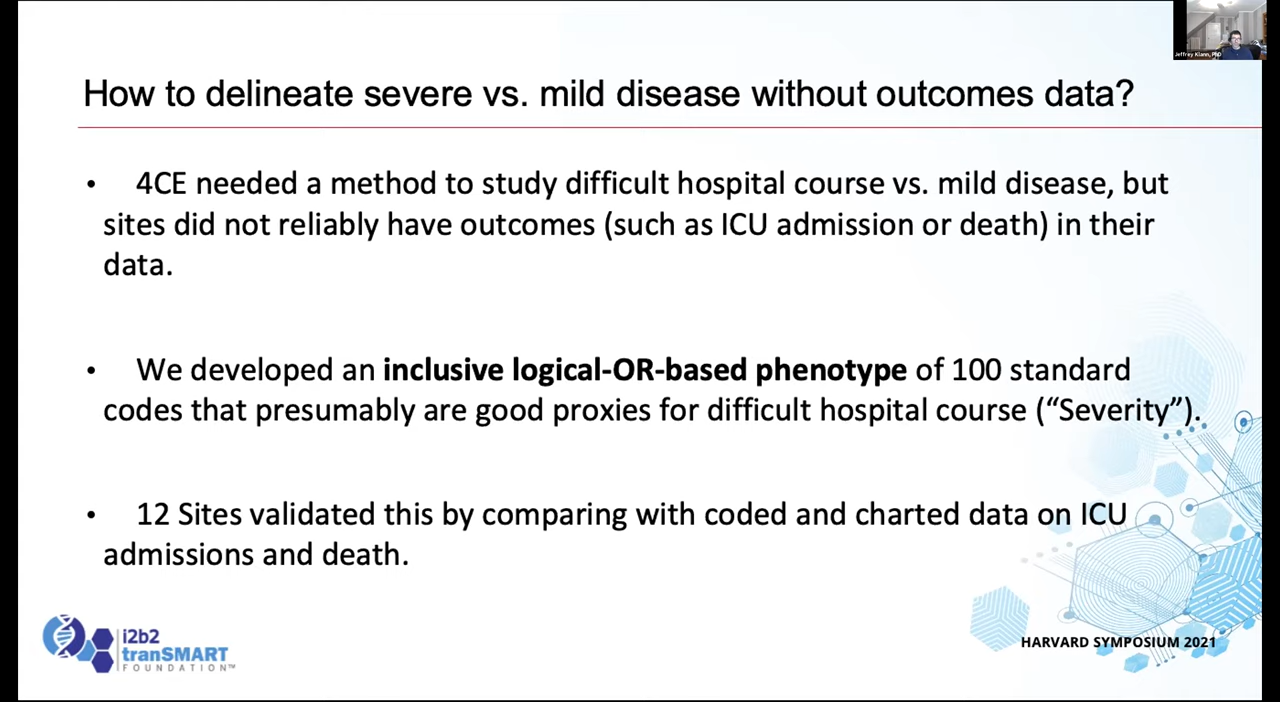 Jeffrey Klann, PhD
How to delineate severe vs. mild disease without outcomes data?
• 4CE needed a method to study difficult hospital course vs. mild disease, but
sites did not reliably have outcomes (such as ICU admission or death) in their
data.
• We developed an inclusive logical-OR-based phenotype of 100 standard
codes that presumably are good proxies for difficult hospital course (“Severity”).
• 12 Sites validated this by comparing with coded and charted data on ICU
admissions and death.
i2b2
tranSMART
FOUNDATION™
HARVARD SYMPOSIUM 2021